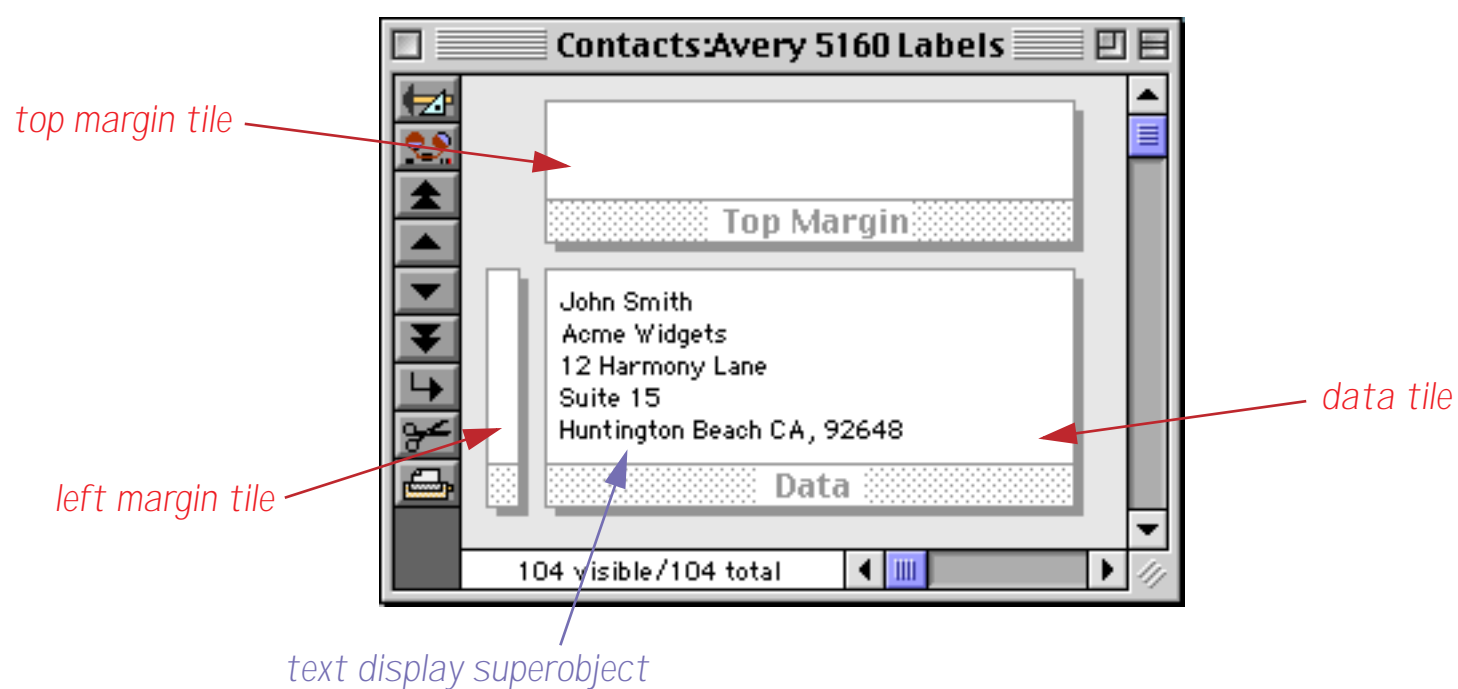 Contacts:Avery 5160 Labels
top margin tile
Top Margin
John Smith
Acme Widgets
12 Harmony Lane
Suite 15
Huntington Beach CA, 92648
data tile
Data
left margin tile
104 visible/104 total
text display superobject